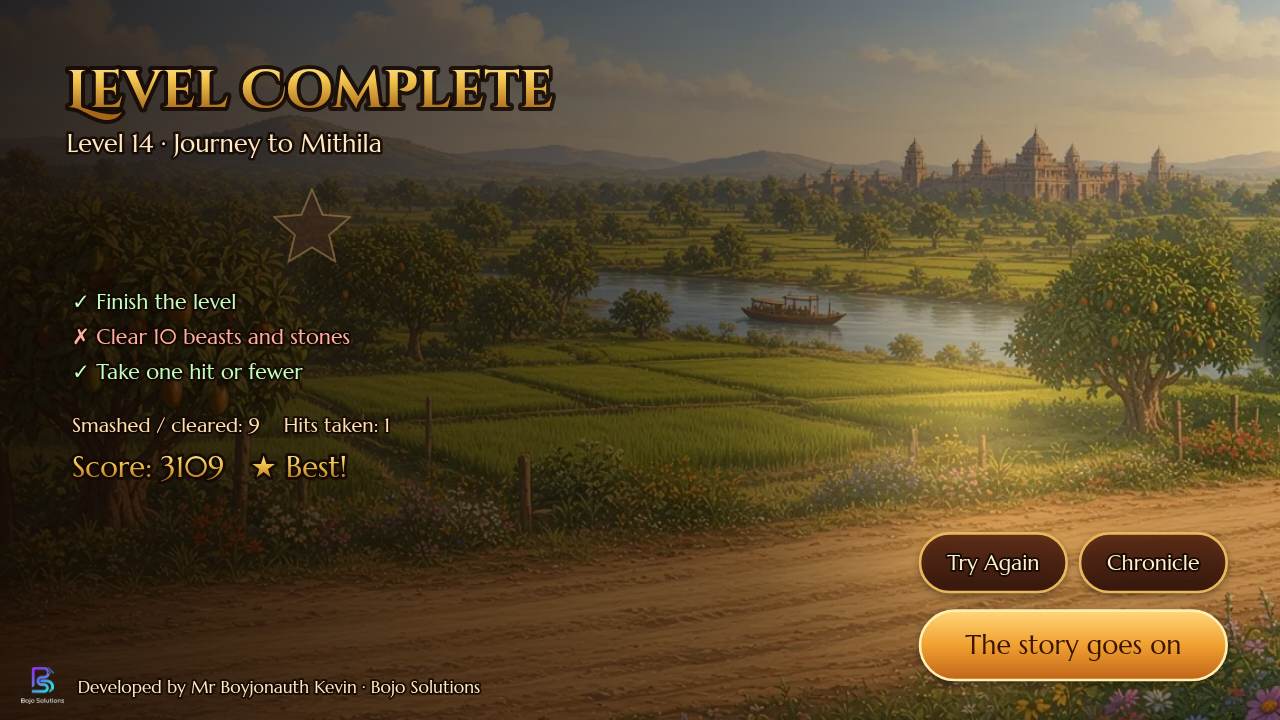 LEVEL COMPLETE
Level 14 · Journey to Mithila
✓ Finish the level
✗ Clear 10 beasts and stones
✓ Take one hit or fewer
Smashed / cleared: 9 Hits taken: 1
Score: 3109 ★ Best!
Try Again
Chronicle
The story goes on
Bojo Solutions
Developed by Mr Boyjonauth Kevin · Bojo Solutions